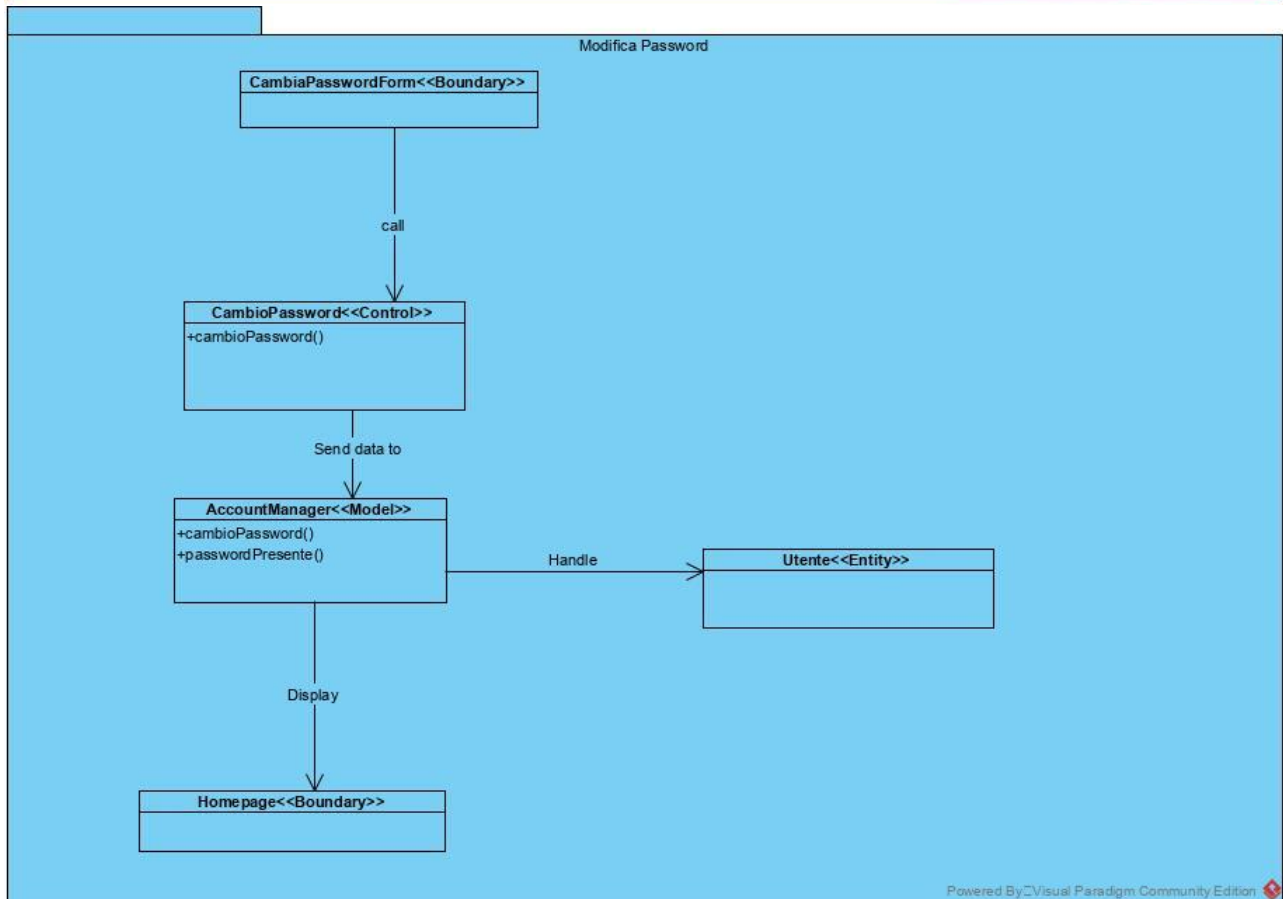 Modifica Password
CambiaPasswordForm<<Boundary>>
call
CambioPassword<<Control>>
+cambioPassword()
Send data to
AccountManager<<Model>>
+cambioPassword()
+passwordPresente()
Handle
Utente<<Entity>>
Display
Homepage<<Boundary>>
Powered By Visual Paradigm Community Edition